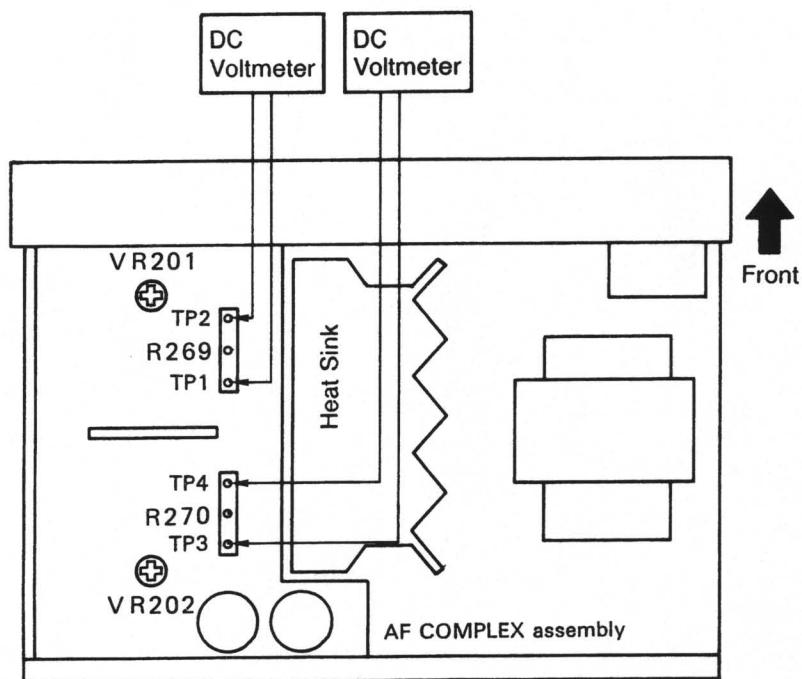 DC
Voltmeter
DC
Voltmeter
Front
VR201
TP2
R269
TP1
Heat Sink
TP4
R270
TP3
VR202
AF COMPLEX assembly